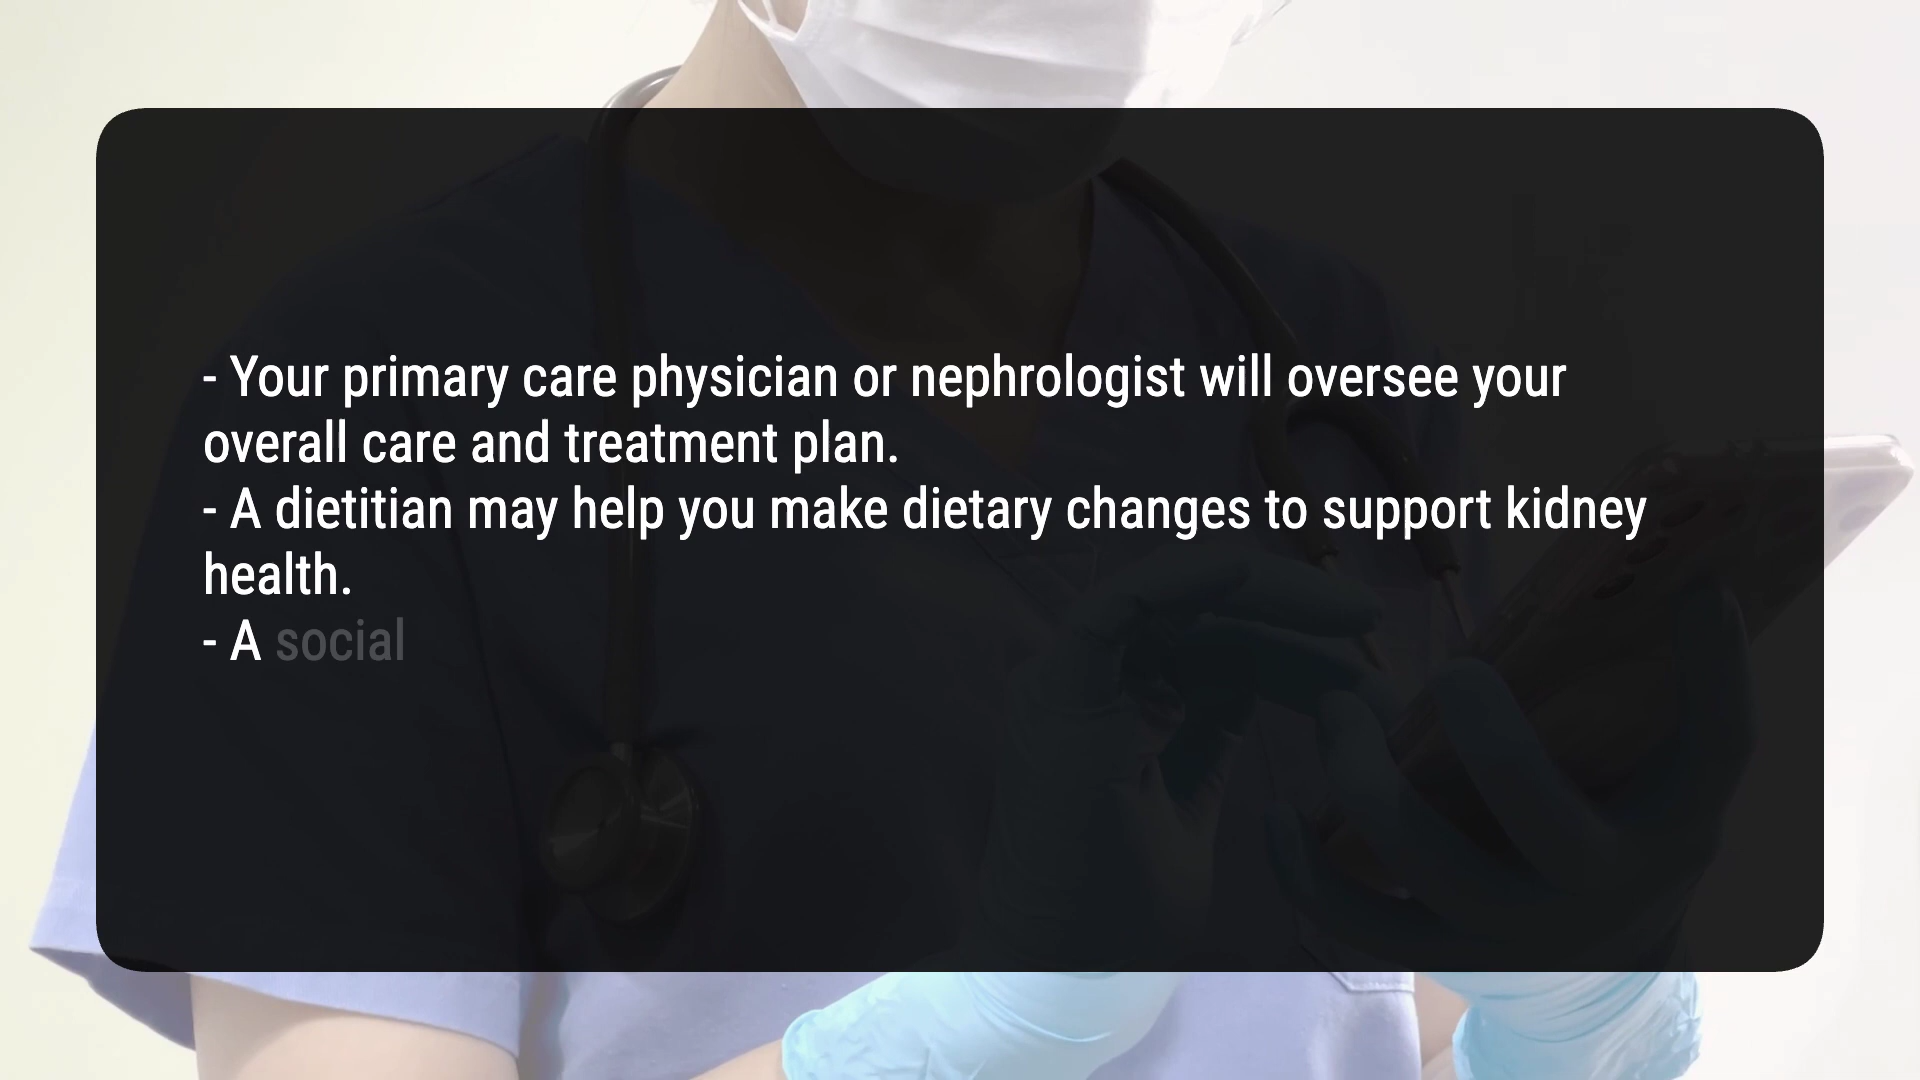 - Your primary care physician or nephrologist will oversee your
overall care and treatment plan.
- A dietitian may help you make dietary changes to support kidney
health.
- A social